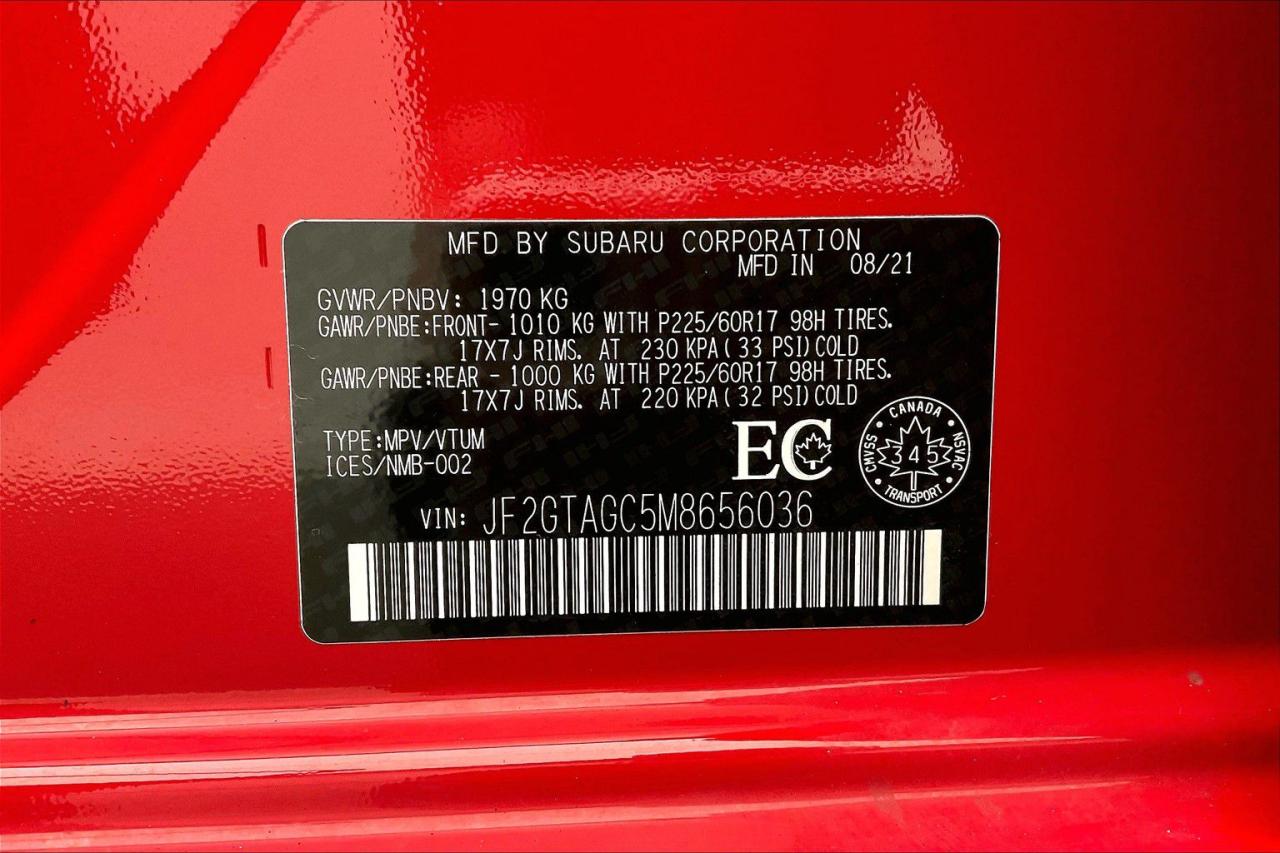 MFD BY SUBARU CORPORATION
MFD IN 08/21
GVWR/PNBV: 1970 KG
GAWR/PNBE:FRONT- 1010 KG WITH P225/60R17 98H TIRES.
17X7J RIMS. AT 230 KPA(33 PSI)COLD
GAWR/PNBE:REAR - 1000 KG WITH P225/60R17 98H TIRES.
17X7J RIMS. AT 220 KPA(32 PSI)COLD
TYPE:MPV/VTUM
ICES/NMB-002
EC
CANADA
CMVSS 345 NSVAC
TRANSPORT
VIN: JF2GTAGC5M8656036